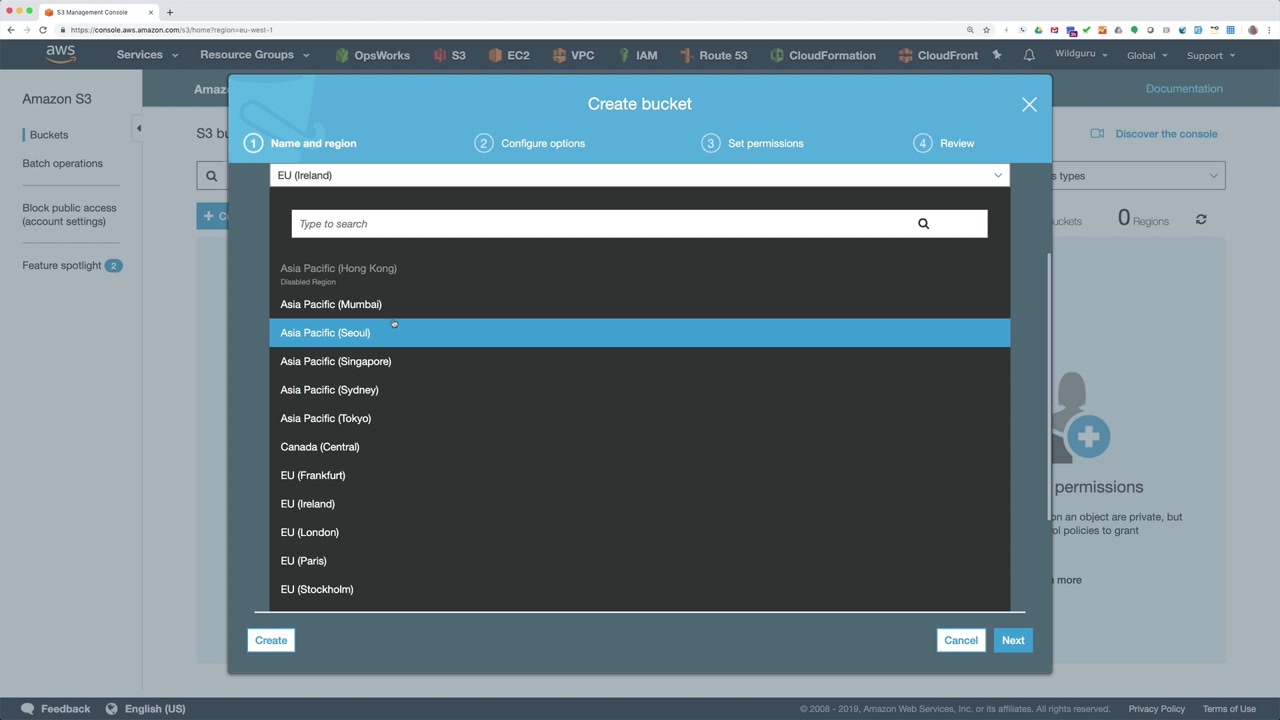 S3 Management Console
https://console.aws.amazon.com/s3/home?region=eu-west-1
aws
Services
Resource Groups
OpsWorks
S3
EC2
VPC
IAM
Route 53
CloudFormation
CloudFront
Wildguru
Global
Support
Amazon S3
Buckets
Batch operations
Block public access
(account settings)
Feature spotlight 2
Amaz
Documentation
S3 bu
Discover the console
s types
uckets
0 Regions
permissions
on an object are private, but
ol policies to grant
more
Create bucket
1 Name and region
2 Configure options
3 Set permissions
4 Review
EU (Ireland)
Type to search
Asia Pacific (Hong Kong)
Disabled Region
Asia Pacific (Mumbai)
Asia Pacific (Seoul)
Asia Pacific (Singapore)
Asia Pacific (Sydney)
Asia Pacific (Tokyo)
Canada (Central)
EU (Frankfurt)
EU (Ireland)
EU (London)
EU (Paris)
EU (Stockholm)
Create
Cancel
Next
Feedback
English (US)
© 2008 - 2019, Amazon Web Services, Inc. or its affiliates. All rights reserved.
Privacy Policy
Terms of Use